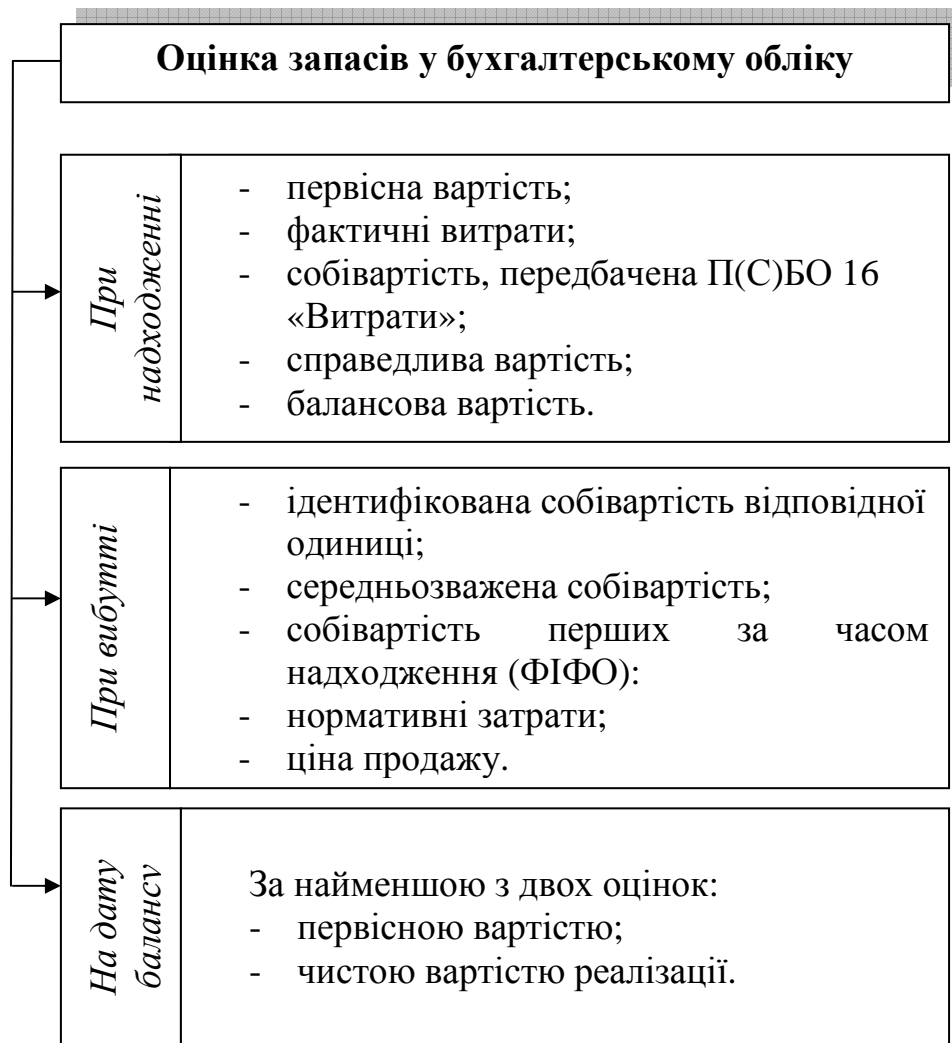 Оцінка запасів у бухгалтерському обліку
При
надходженні
- первісна вартість;
- фактичні витрати;
- собівартість, передбачена П(С)БО 16
«Витрати»;
- справедлива вартість;
- балансова вартість.
При вибутті
- ідентифікована собівартість відповідної
одиниці;
- середньозважена собівартість;
- собівартість перших за часом
надходження (ФІФО):
- нормативні затрати;
- ціна продажу.
На дату
балансу
За найменшою з двох оцінок:
- первісною вартістю;
- чистою вартістю реалізації.